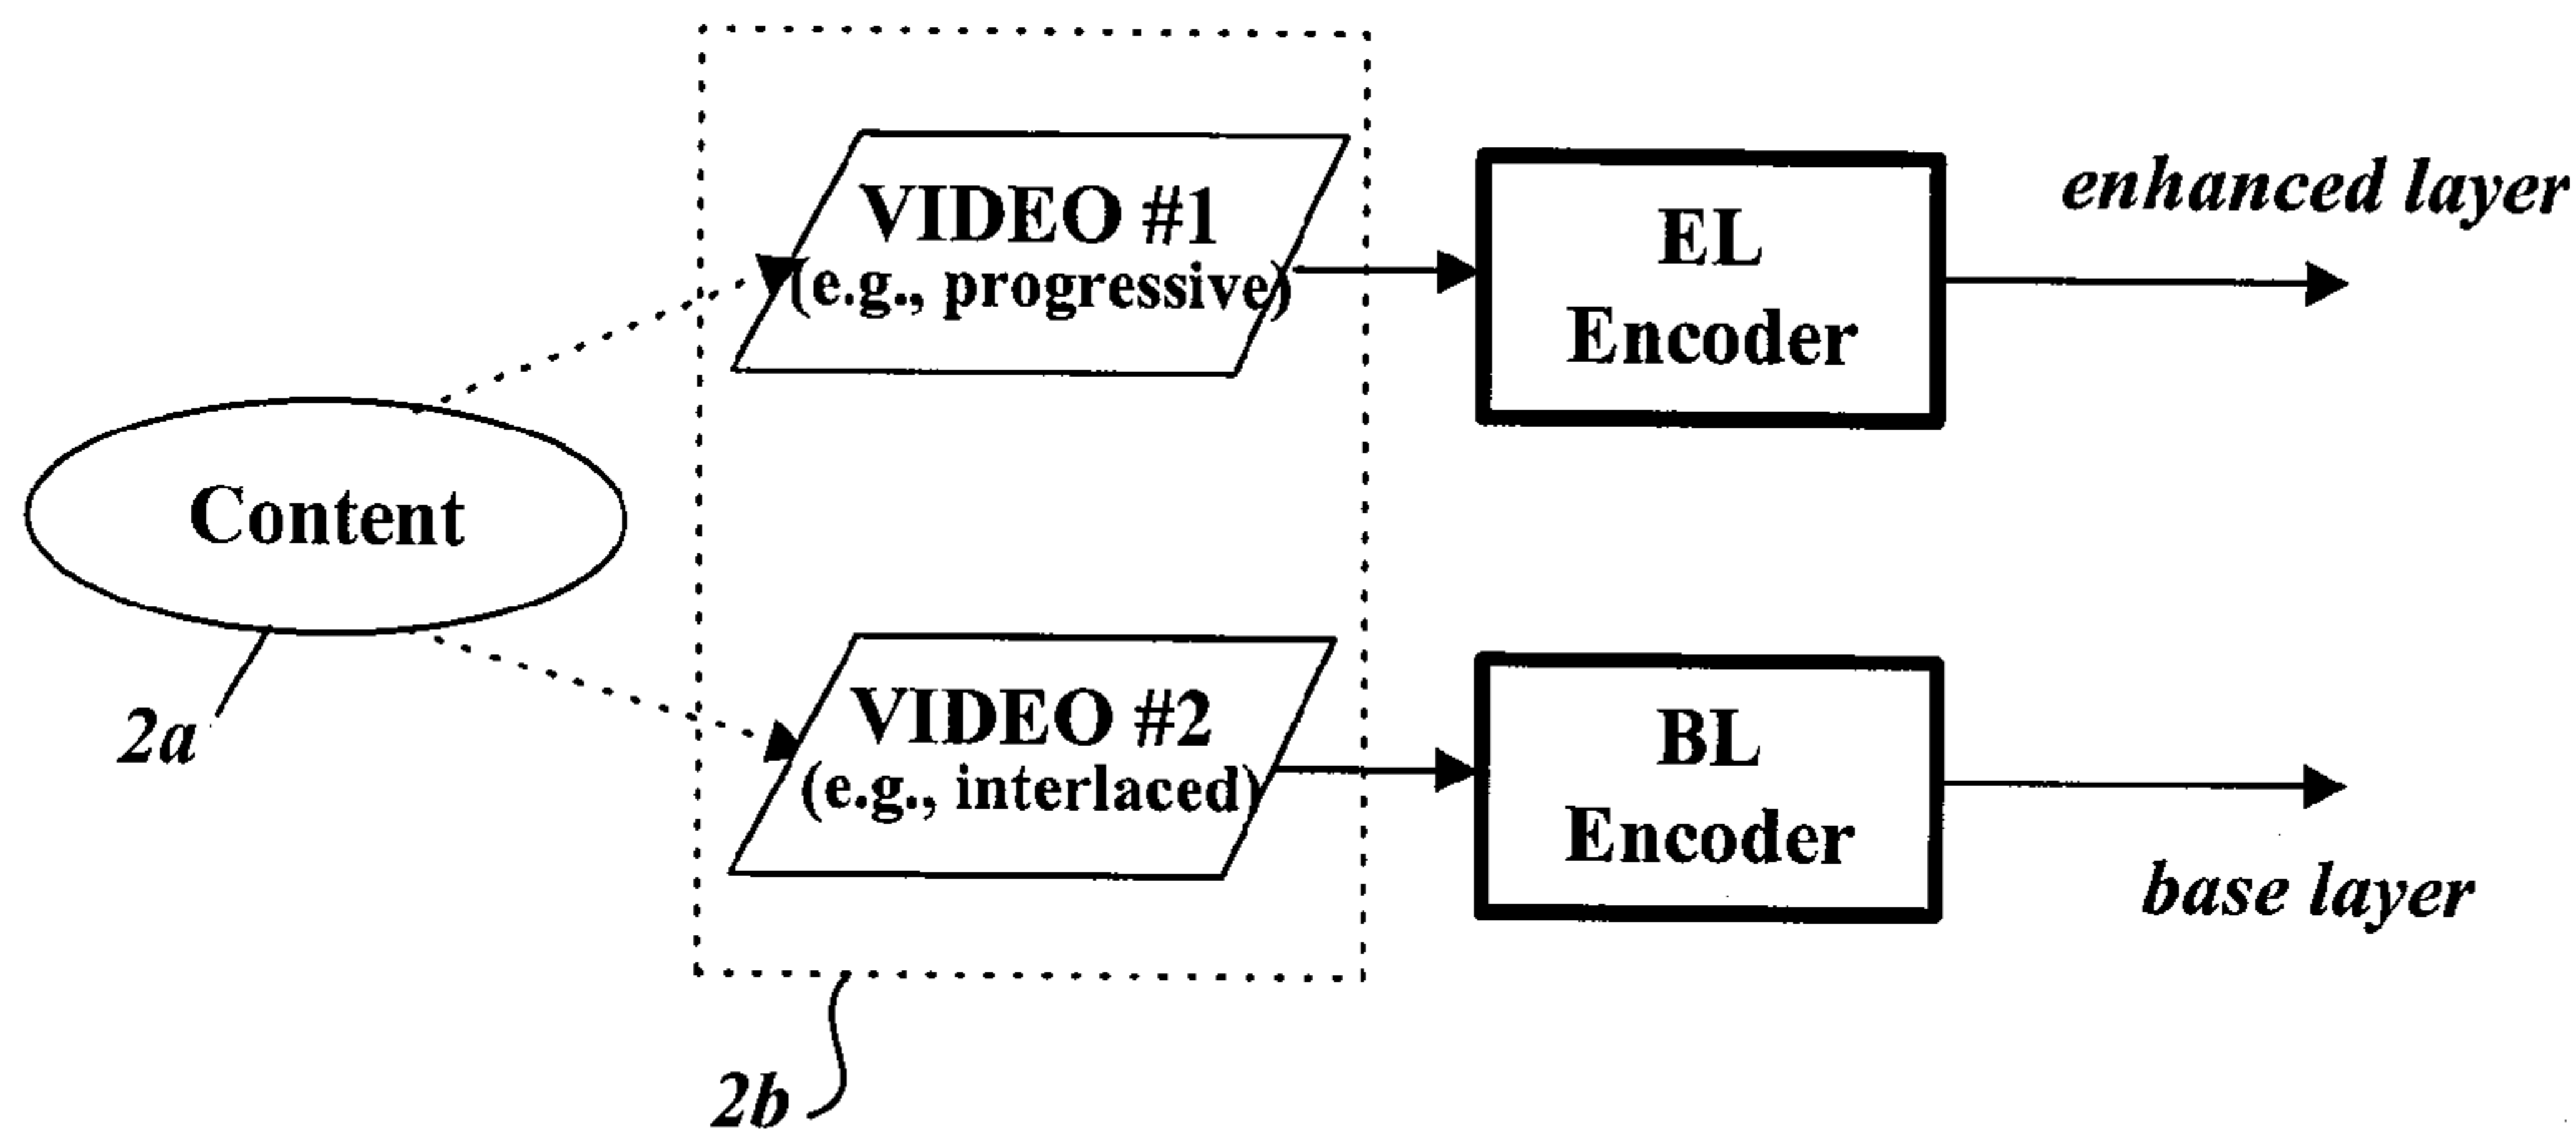 VIDEO #1
(e.g., progressive)
EL
Encoder
enhanced layer
Content
2a
VIDEO #2
(e.g., interlaced)
BL
Encoder
base layer
2b